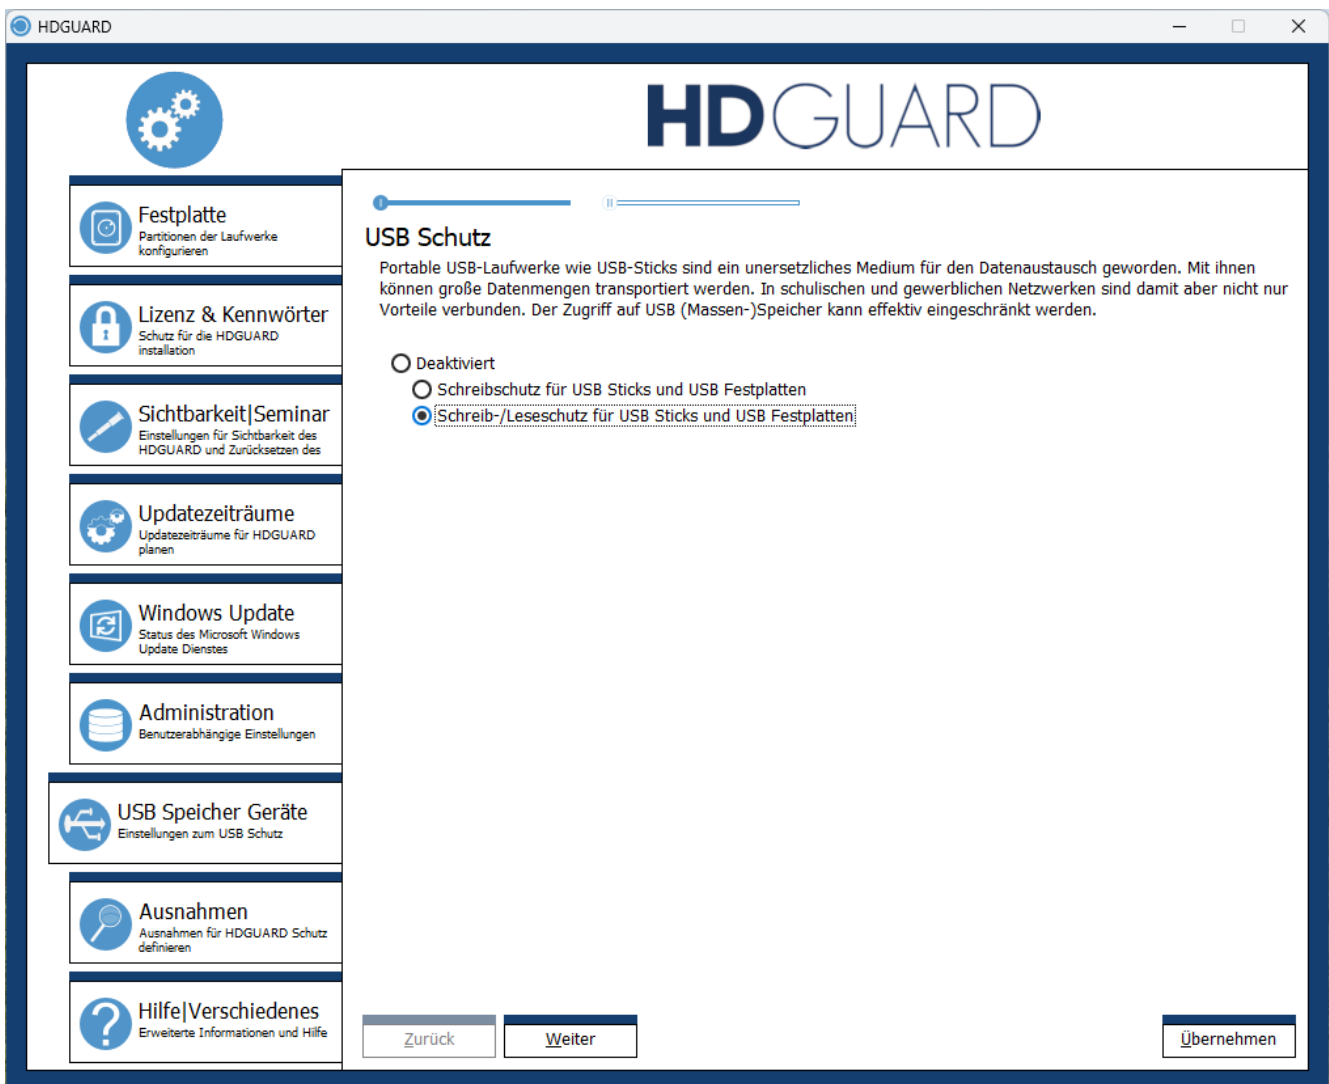 HDGUARD
HDGUARD
Festplatte
Partitionen der Laufwerke
konfigurieren
Lizenz & Kennwörter
Schutz für die HDGUARD
installation
Sichtbarkeit|Seminar
Einstellungen für Sichtbarkeit des
HDGUARD und Zurücksetzen des
Updatezeiträume
Updatezeiträume für HDGUARD
planen
Windows Update
Status des Microsoft Windows
Update Dienstes
Administration
Benutzerabhängige Einstellungen
USB Speicher Geräte
Einstellungen zum USB Schutz
Ausnahmen
Ausnahmen für HDGUARD Schutz
definieren
Hilfe|Verschiedenes
Erweiterte Informationen und Hilfe
I
II
USB Schutz
Portable USB-Laufwerke wie USB-Sticks sind ein unersetzliches Medium für den Datenaustausch geworden. Mit ihnen
können große Datenmengen transportiert werden. In schulischen und gewerblichen Netzwerken sind damit aber nicht nur
Vorteile verbunden. Der Zugriff auf USB (Massen-)Speicher kann effektiv eingeschränkt werden.
Deaktiviert
Schreibschutz für USB Sticks und USB Festplatten
Schreib-/Leseschutz für USB Sticks und USB Festplatten
Zurück
Weiter
Übernehmen